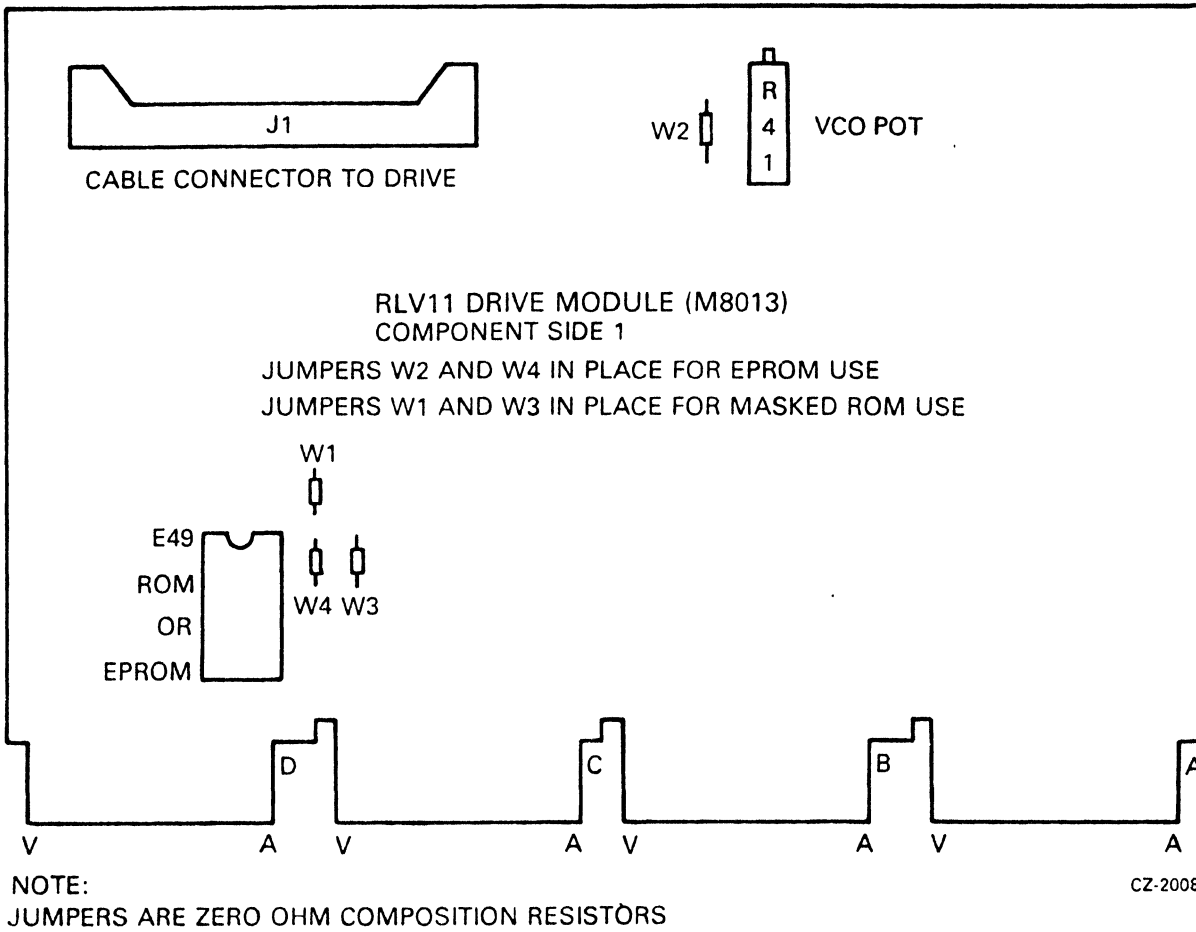 J1
CABLE CONNECTOR TO DRIVE
W2
R
4
1
VCO POT
RLV11 DRIVE MODULE (M8013)
COMPONENT SIDE 1
JUMPERS W2 AND W4 IN PLACE FOR EPROM USE
JUMPERS W1 AND W3 IN PLACE FOR MASKED ROM USE
W1
E49
ROM
OR
EPROM
W4 W3
D
C
B
A
V
A
V
A
V
A
V
A
NOTE:
JUMPERS ARE ZERO OHM COMPOSITION RESISTORS
CZ-2008